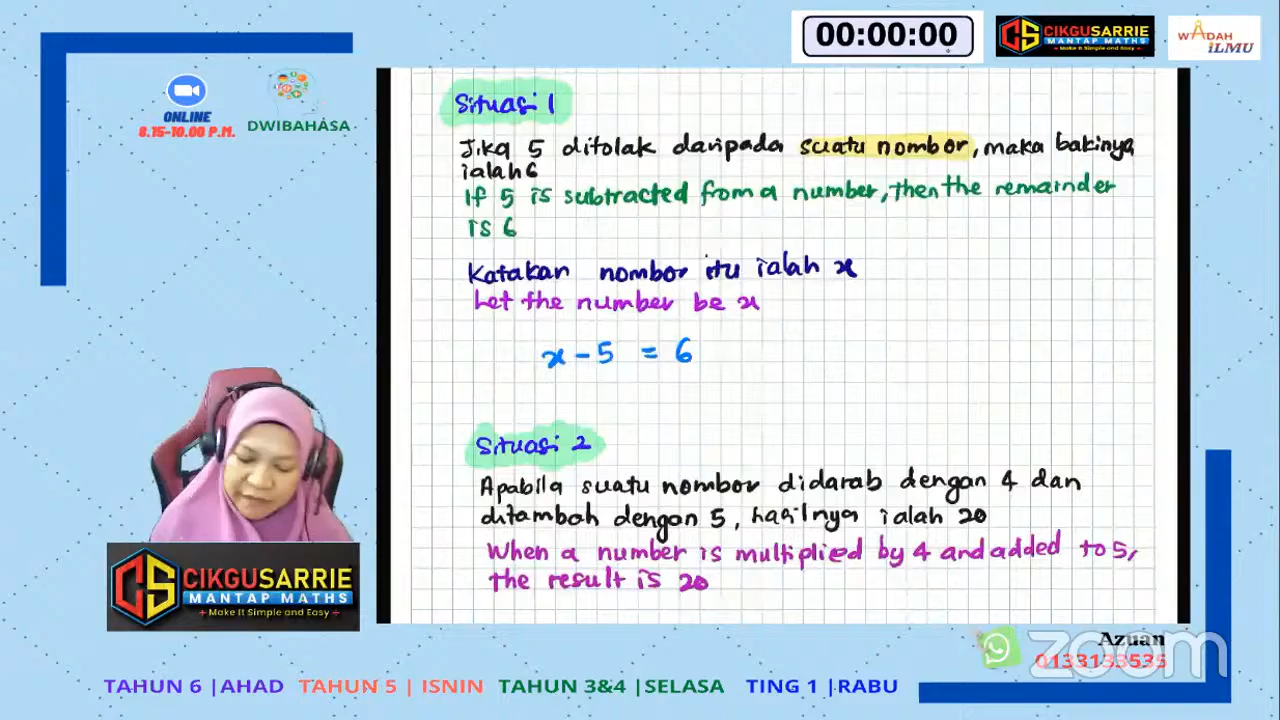 00:00:00
CS CIKGUSARRIE
MANTAP MATHS
Make It Simple and Easy
WADAH
iLMU
ONLINE
8.15-10.00 P.M.
DWIBAHASA
Situasi 1
Jika 5 ditolak daripada suatu nombor, maka bakinya
ialah 6
If 5 is subtracted from a number, then the remainder
is 6
Katakan nombor itu ialah x
Let the number be x
x - 5 = 6
Situasi 2
Apabila suatu nombor didarab dengan 4 dan
ditambah dengan 5, hasilnya ialah 20
When a number is multiplied by 4 and added to 5,
the result is 20
CS CIKGUSARRIE
MANTAP MATHS
+ Make It Simple and Easy +
Azuan
0133133535
zoom
TAHUN 6 |AHAD TAHUN 5 | ISNIN TAHUN 3&4 |SELASA TING 1 |RABU